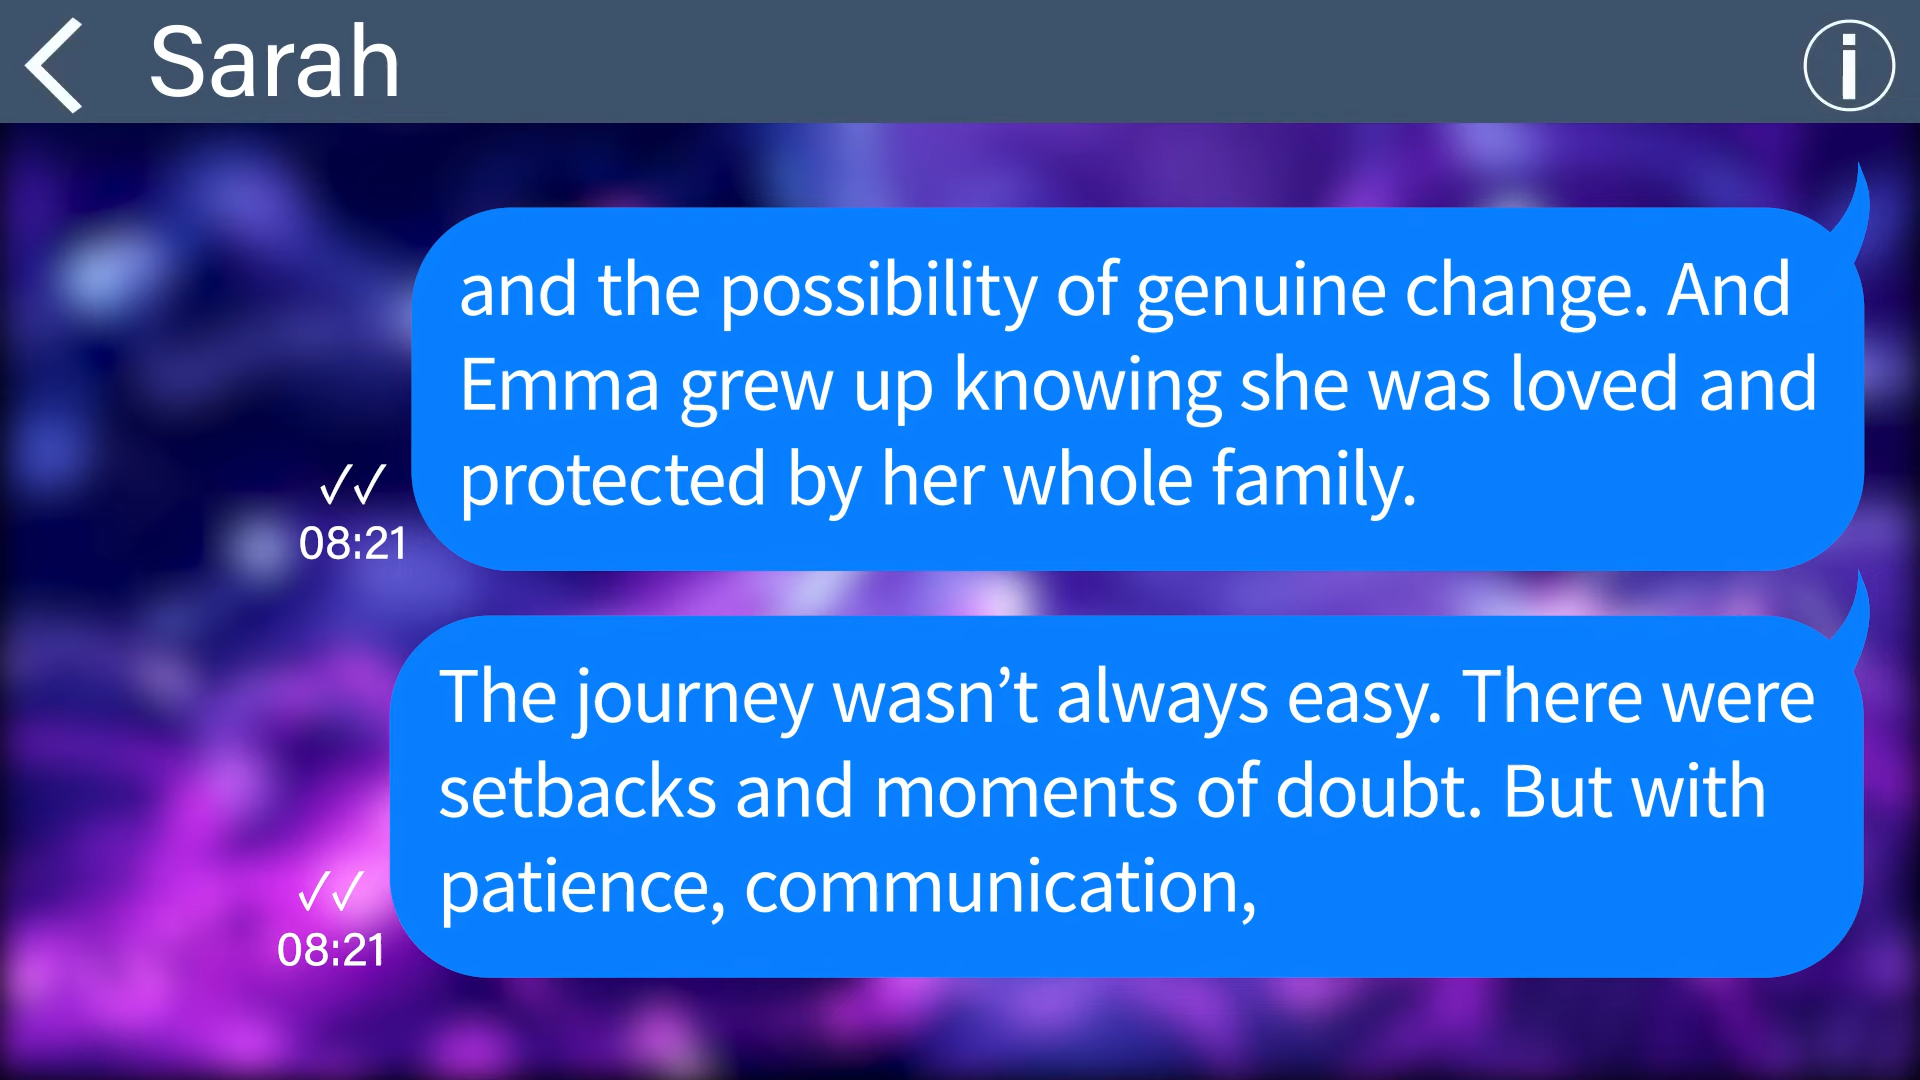 Sarah
and the possibility of genuine change. And
Emma grew up knowing she was loved and
protected by her whole family.
08:21
The journey wasn’t always easy. There were
setbacks and moments of doubt. But with
patience, communication,
08:21